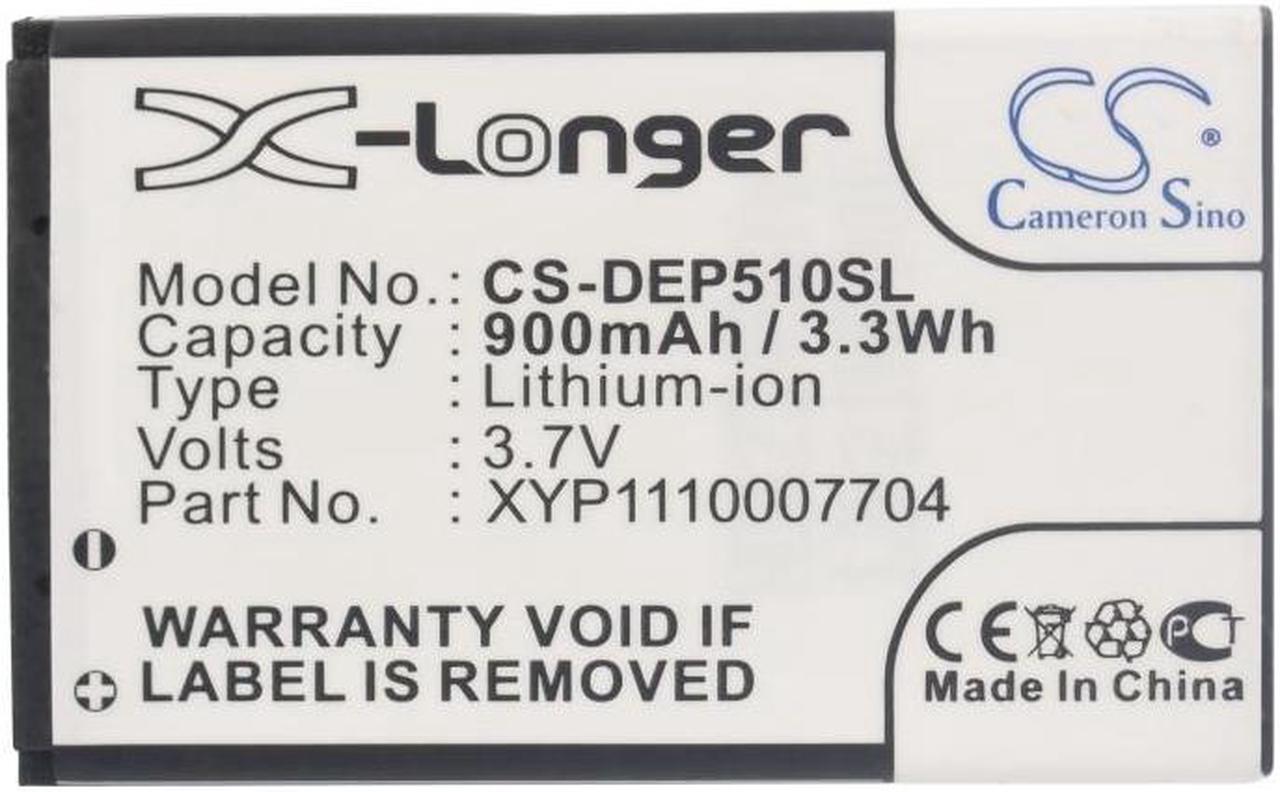 X-Longer
CS®
Cameron Sino
Model No.: CS-DEP510SL
Capacity : 900mAh / 3.3Wh
Type : Lithium-ion
Volts : 3.7V
Part No. : XYP1110007704
WARRANTY VOID IF
LABEL IS REMOVED
CE PCT
Made In China